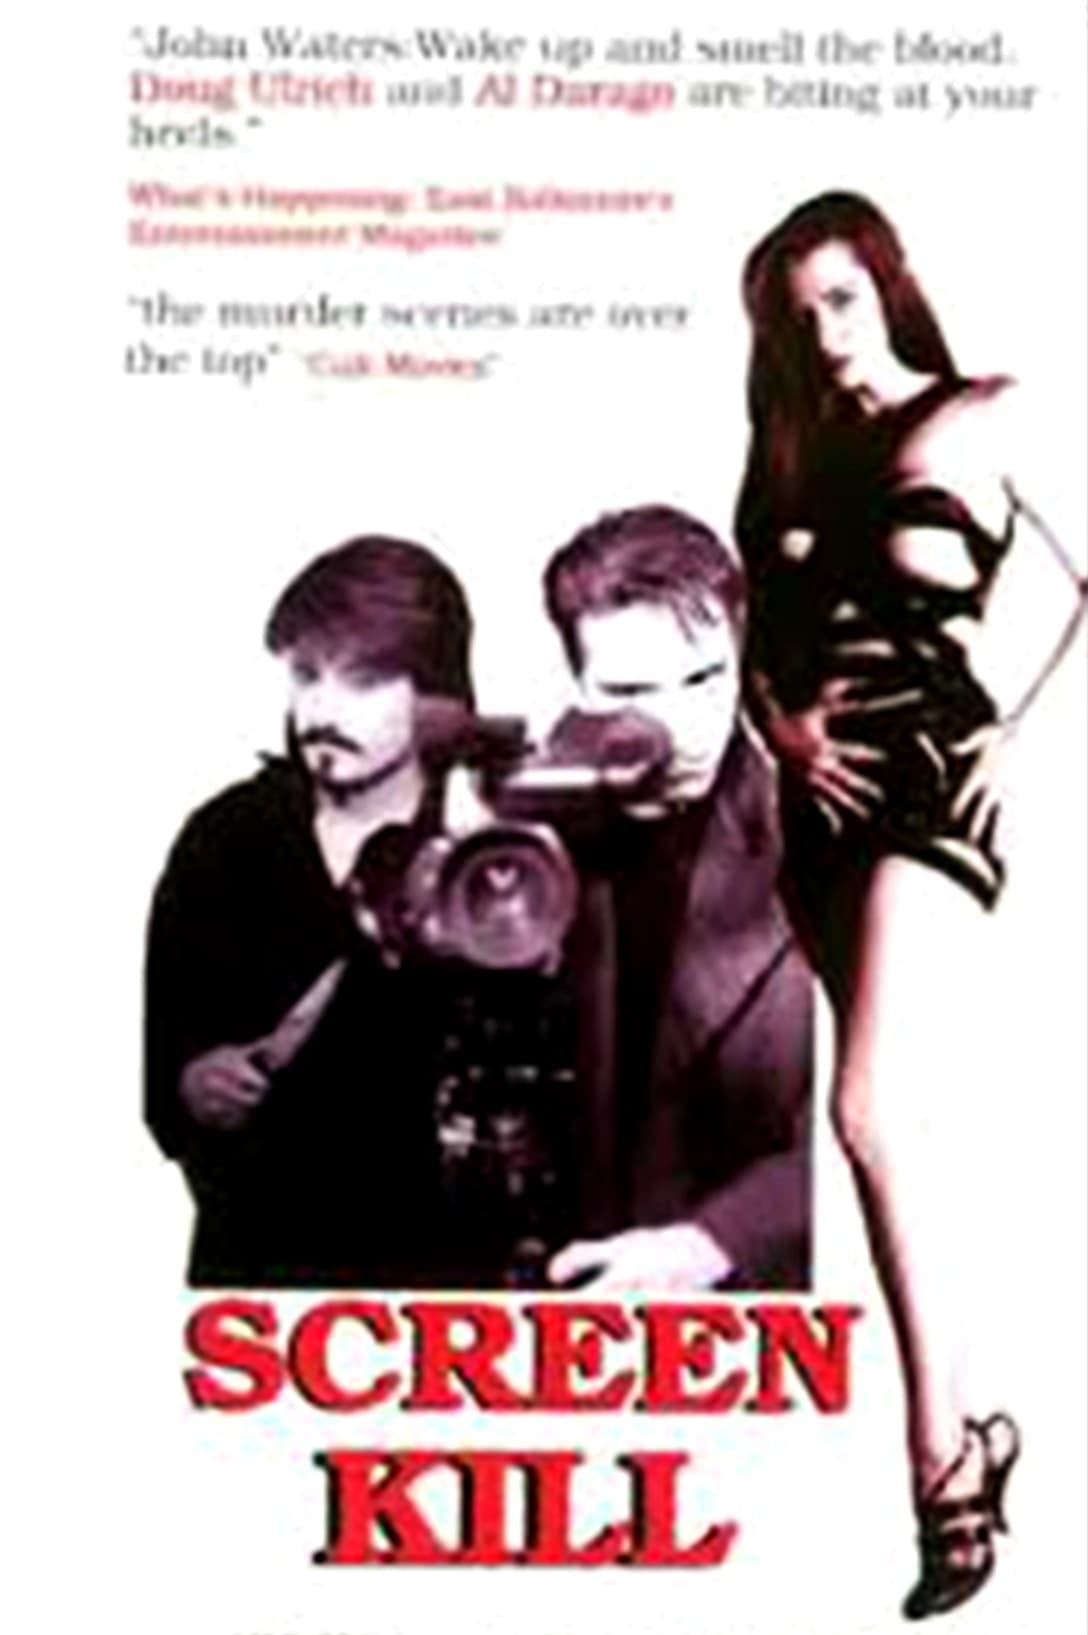 "John Waters:Wake up and smell the blood.
Doug Ulrich and Al Darago are biting at your
heels."
What's Happening: East Baltimore's
Entertainment Magazine
"the murder scenes are over
the top" "Cult Movies"
SCREEN
KILL